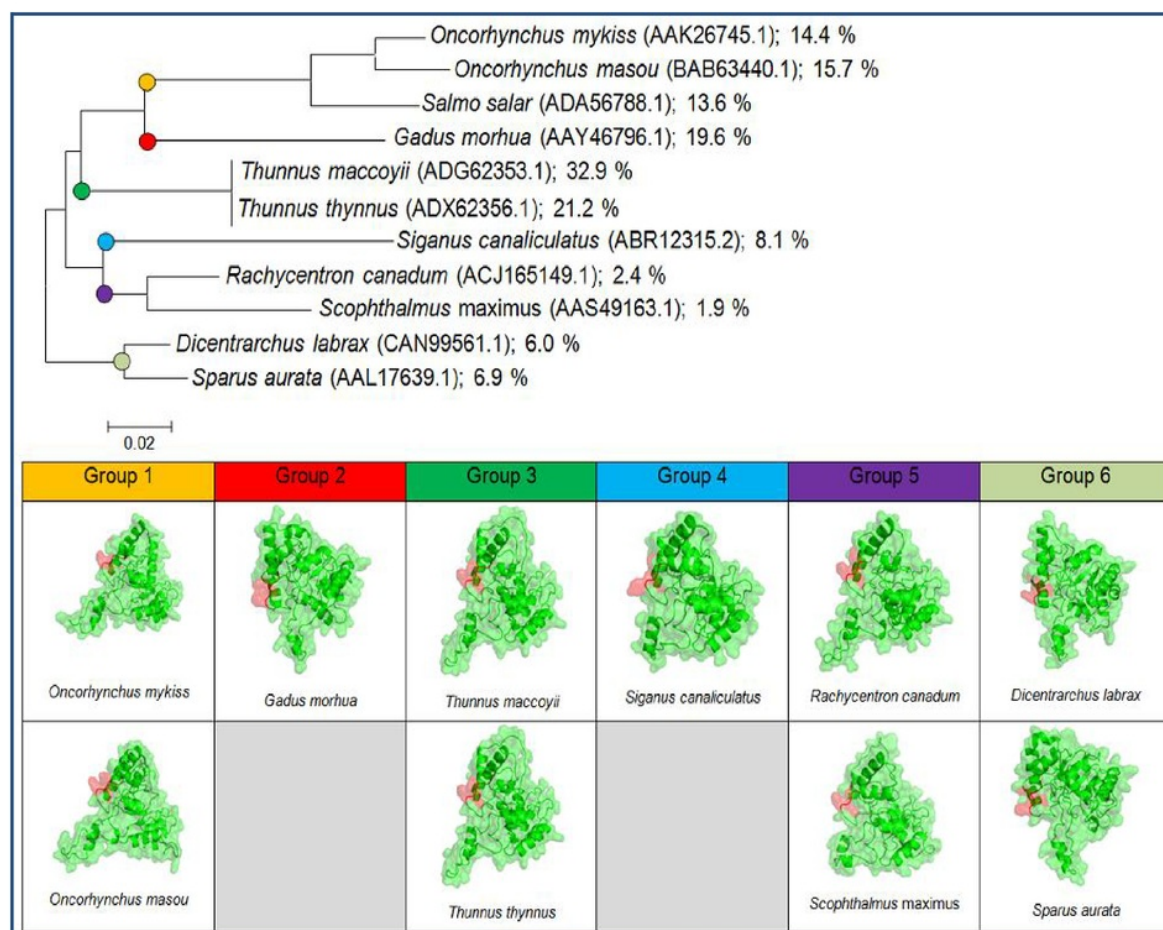 Oncorhynchus mykiss (AAK26745.1); 14.4 %
Oncorhynchus masou (BAB63440.1); 15.7 %
Salmo salar (ADA56788.1); 13.6 %
Gadus morhua (AAY46796.1); 19.6 %
Thunnus maccoyii (ADG62353.1); 32.9 %
Thunnus thynnus (ADX62356.1); 21.2 %
Siganus canaliculatus (ABR12315.2); 8.1 %
Rachycentron canadum (ACJ165149.1); 2.4 %
Scophthalmus maximus (AAS49163.1); 1.9 %
Dicentrarchus labrax (CAN99561.1); 6.0 %
Sparus aurata (AAL17639.1); 6.9 %
0.02
Group 1 Group 2 Group 3 Group 4 Group 5 Group 6
Oncorhynchus mykiss Gadus morhua Thunnus maccoyii Siganus canaliculatus Rachycentron canadum Dicentrarchus labrax
Oncorhynchus masou Thunnus thynnus Scophthalmus maximus Sparus aurata